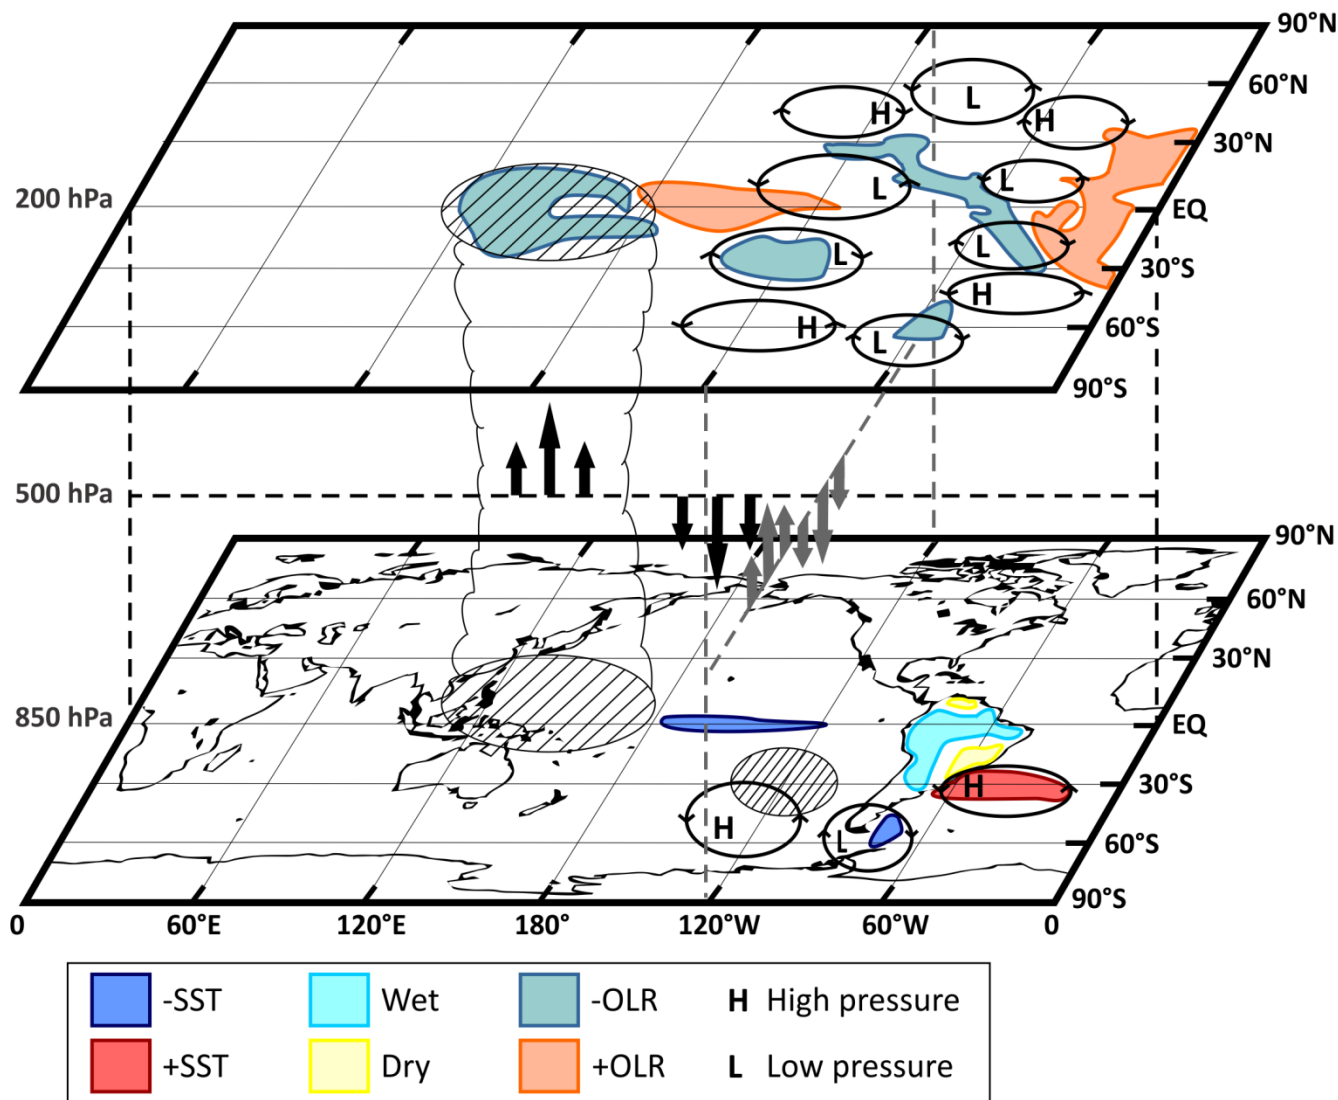 90°N
60°N
L
H
H
30°N
200 hPa
L
L
EQ
L
L
30°S
H
H
L
60°S
90°S
500 hPa
90°N
60°N
30°N
850 hPa
EQ
30°S
H
H
L
60°S
90°S
0 60°E 120°E 180° 120°W 60°W 0
-SST Wet -OLR H High pressure
+SST Dry +OLR L Low pressure